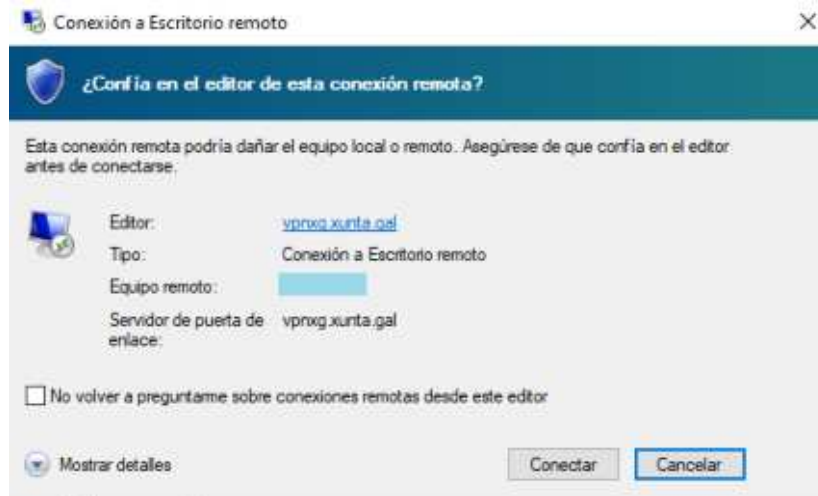 Conexión a Escritorio remoto
¿Confía en el editor de esta conexión remota?
Esta conexión remota podría dañar el equipo local o remoto. Asegúrese de que confía en el editor
antes de conectarse.
Editor: vpnxg.xunta.gal
Tipo: Conexión a Escritorio remoto
Equipo remoto:
Servidor de puerta de vpnxg.xunta.gal
enlace:
No volver a preguntarme sobre conexiones remotas desde este editor
Mostrar detalles Conectar Cancelar